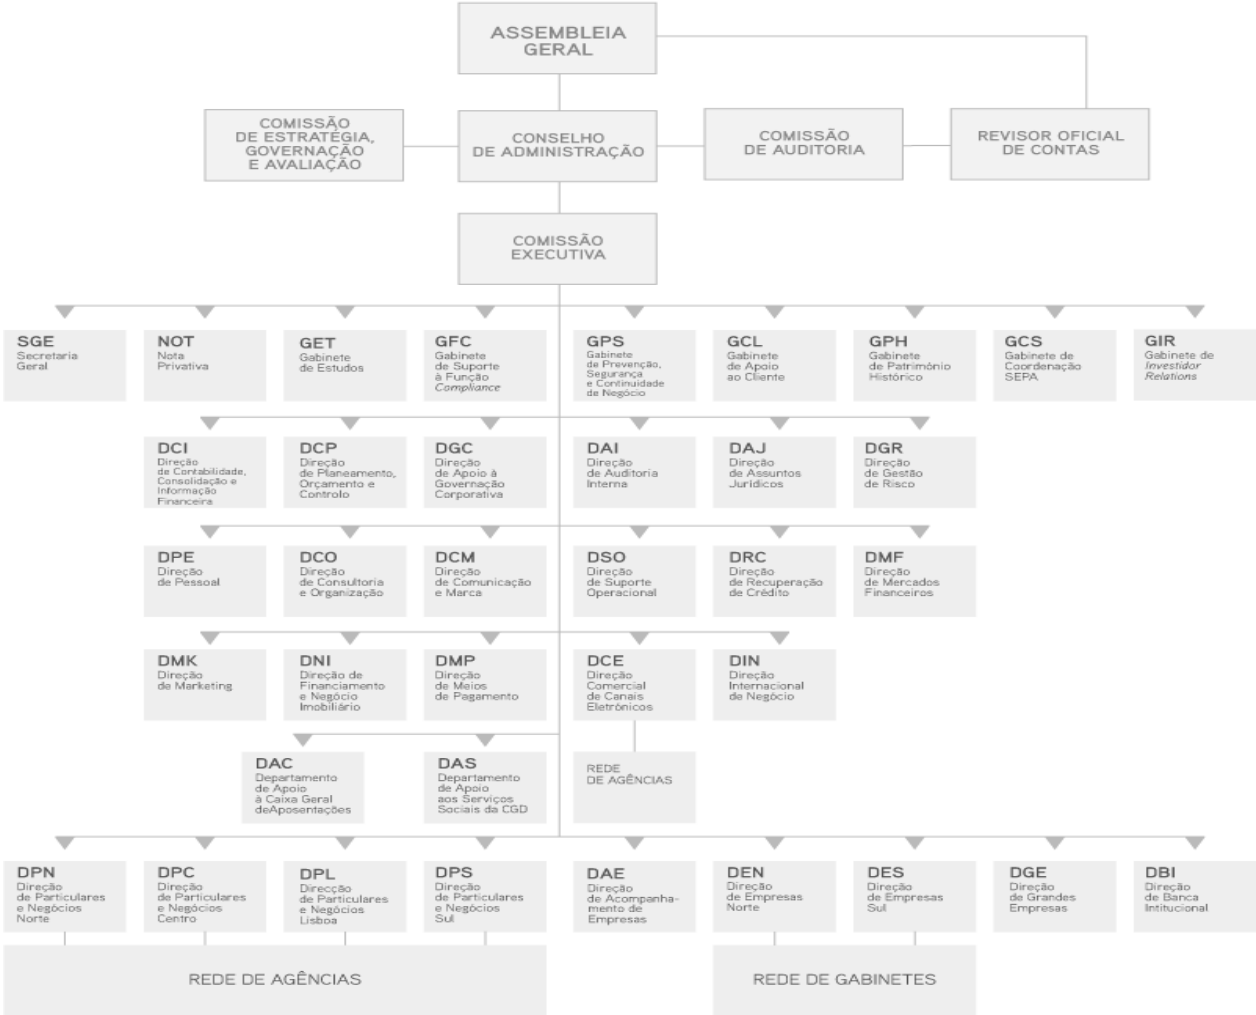 ASSEMBLEIA
GERAL
COMISSÃO
DE ESTRATÉGIA,
GOVERNAÇÃO
E AVALIAÇÃO
CONSELHO
DE ADMINISTRAÇÃO
COMISSÃO
DE AUDITORIA
REVISOR OFICIAL
DE CONTAS
COMISSÃO
EXECUTIVA
SGE
Secretaria
Geral
NOT
Nota
Privativa
GET
Gabinete
de Estudos
GFC
Gabinete
de Suporte
à Função
Compliance
GPS
Gabinete
de Prevenção,
Segurança
e Continuidade
de Negócio
GCL
Gabinete
de Apoio
ao Cliente
GPH
Gabinete
de Património
Histórico
GCS
Gabinete de
Coordenação
SEPA
GIR
Gabinete de
Investidor
Relations
DCI
Direção
de Contabilidade,
Consolidação e
Informação
Financeira
DCP
Direção
de Planeamento,
Orçamento e
Controlo
DGC
Direção
de Apoio à
Governação
Corporativa
DAI
Direção
de Auditoria
Interna
DAJ
Direção
de Assuntos
Jurídicos
DGR
Direção
de Gestão
de Risco
DPE
Direção
de Pessoal
DCO
Direção
de Consultoria
e Organização
DCM
Direção
de Comunicação
e Marca
DSO
Direção
de Suporte
Operacional
DRC
Direção
de Recuperação
de Crédito
DMF
Direção
de Mercados
Financeiros
DMK
Direção
de Marketing
DNI
Direção de
Financiamento
e Negócio
Imobiliário
DMP
Direção
de Meios
de Pagamento
DCE
Direção
Comercial
de Canais
Eletrónicos
DIN
Direção
Internacional
de Negócio
DAC
Departamento
de Apoio
à Caixa Geral
deAposentações
DAS
Departamento
de Apoio
aos Serviços
Sociais da CGD
REDE
DE AGÊNCIAS
DPN
Direção
de Particulares
e Negócios
Norte
DPC
Direção
de Particulares
e Negócios
Centro
DPL
Direcção
de Particulares
e Negócios
Lisboa
DPS
Direção
de Particulares
e Negócios
Sul
DAE
Direção
de Acompanha-
mento de
Empresas
DEN
Direção
de Empresas
Norte
DES
Direção
de Empresas
Sul
DGE
Direção
de Grandes
Empresas
DBI
Direção
de Banca
Intitucional
REDE DE AGÊNCIAS
REDE DE GABINETES